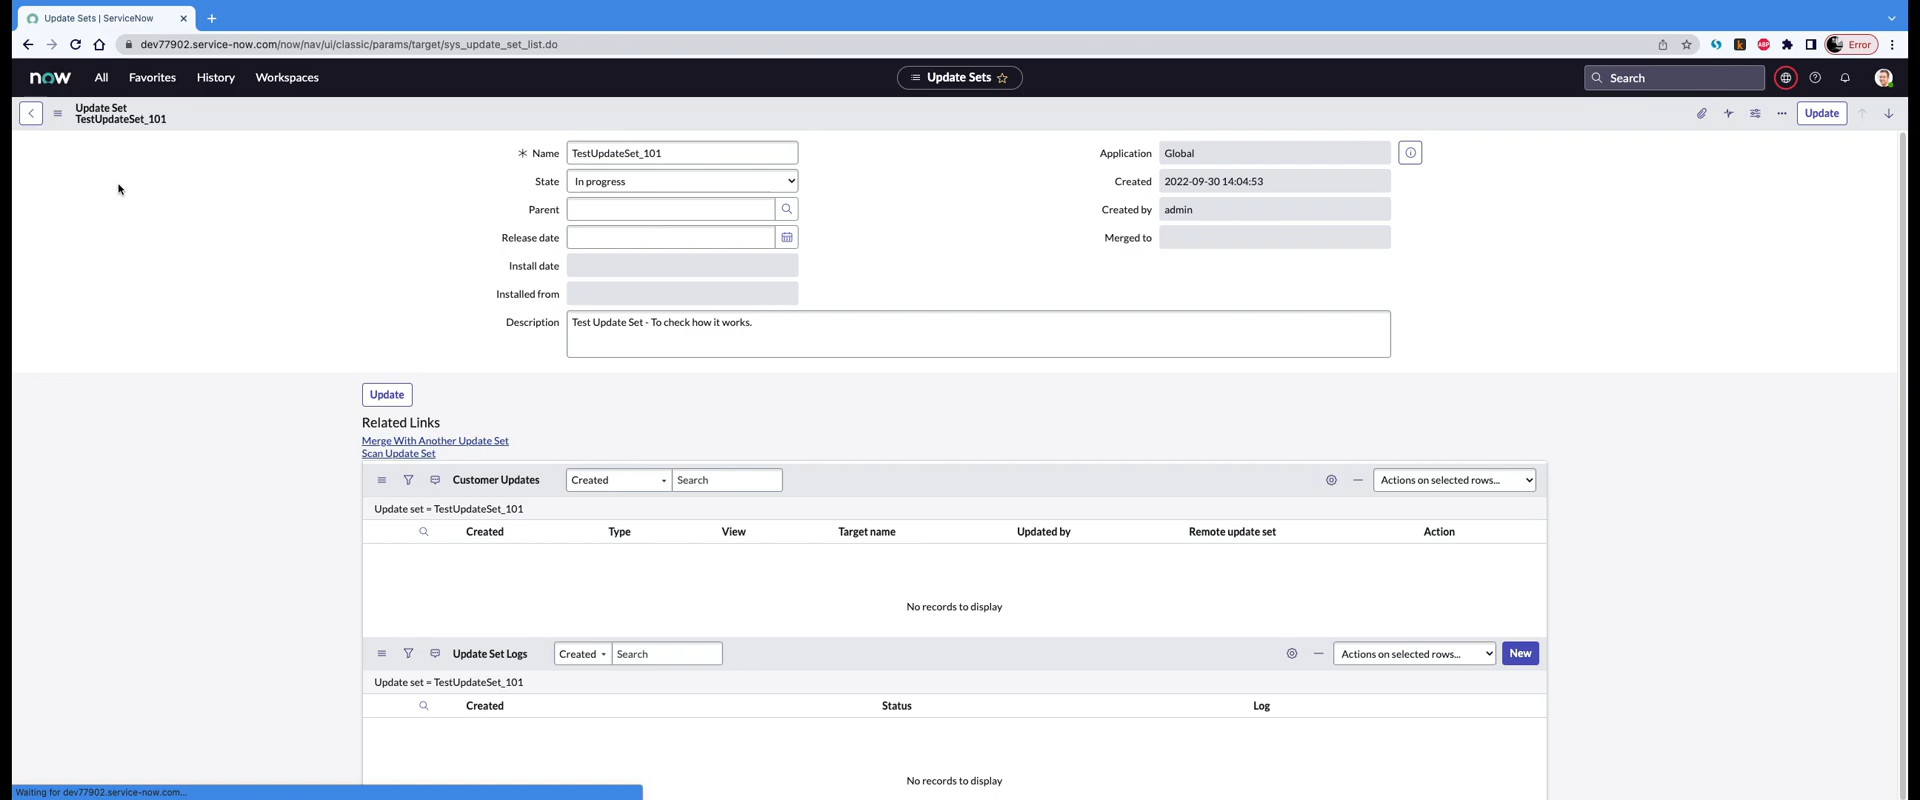 Update Sets | ServiceNow
dev77902.service-now.com/now/nav/ui/classic/params/target/sys_update_set_list.do
Error
now All Favorites History Workspaces Update Sets Search
Update Set
TestUpdateSet_101
Update
Name TestUpdateSet_101 Application Global
State In progress Created 2022-09-30 14:04:53
Parent Created by admin
Release date Merged to
Install date
Installed from
Description Test Update Set - To check how it works.
Update
Related Links
Merge With Another Update Set
Scan Update Set
Customer Updates Created Search Actions on selected rows...
Update set = TestUpdateSet_101
Created Type View Target name Updated by Remote update set Action
No records to display
Update Set Logs Created Search Actions on selected rows... New
Update set = TestUpdateSet_101
Created Status Log
No records to display
Waiting for dev77902.service-now.com...